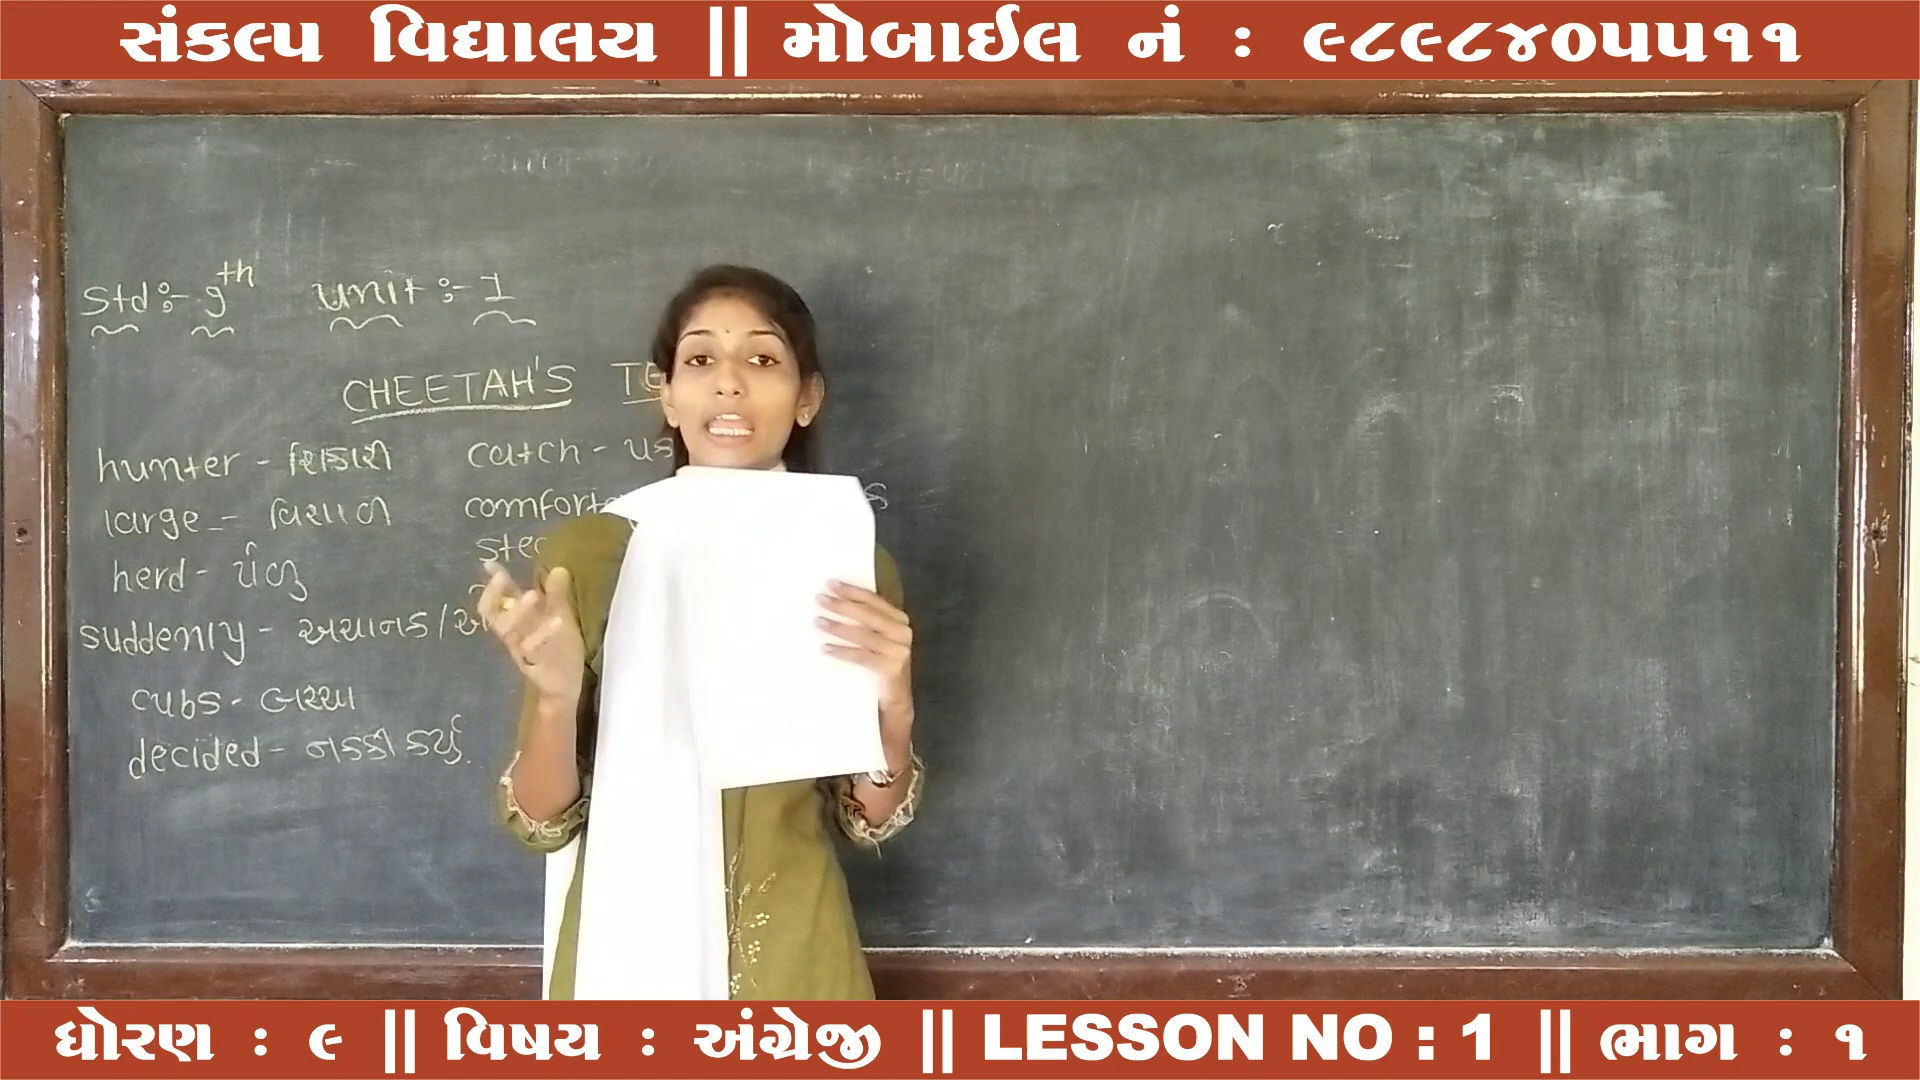 સંકલ્પ વિદ્યાલય || મોબાઈલ નં : ૯૮૯૮૪૦૫૫૧૧
Std :- 9th Unit :- 1
CHEETAH'S
hunter - શિકારી
catch -
large - વિશાળ
herd -
suddenly - અચાનક /
cubs - બચ્ચા
decided - નક્કી કર્યું.
ધોરણ : ૯ || વિષય : અંગ્રેજી || LESSON NO : 1 || ભાગ : ૧